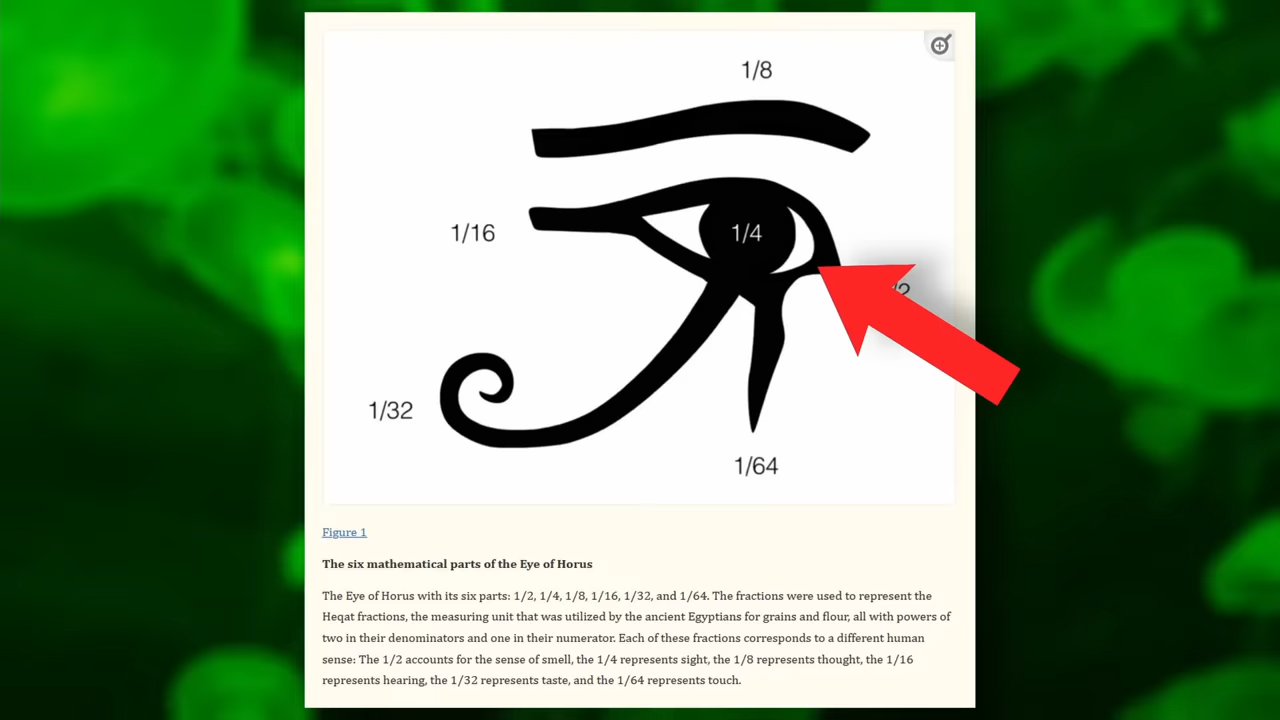 1/8
1/16
1/4
1/32
1/64
Figure 1
The six mathematical parts of the Eye of Horus
The Eye of Horus with its six parts: 1/2, 1/4, 1/8, 1/16, 1/32, and 1/64. The fractions were used to represent the
Heqat fractions, the measuring unit that was utilized by the ancient Egyptians for grains and flour, all with powers of
two in their denominators and one in their numerator. Each of these fractions corresponds to a different human
sense: The 1/2 accounts for the sense of smell, the 1/4 represents sight, the 1/8 represents thought, the 1/16
represents hearing, the 1/32 represents taste, and the 1/64 represents touch.